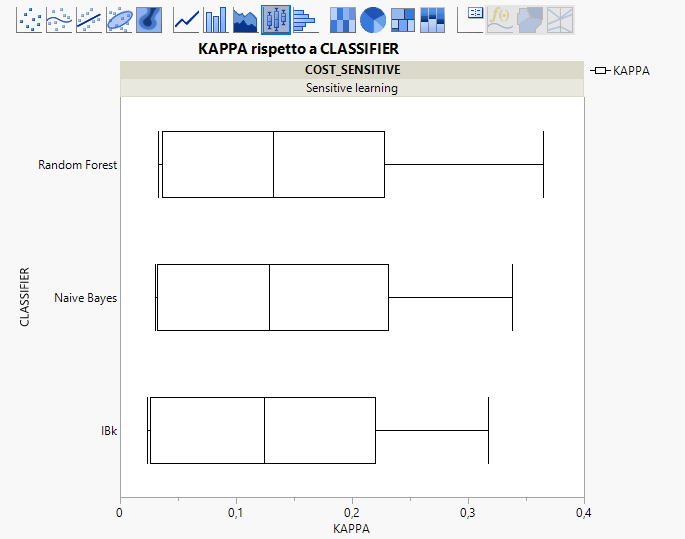 KAPPA rispetto a CLASSIFIER
COST_SENSITIVE
Sensitive learning
KAPPA
Random Forest
Naive Bayes
IBk
CLASSIFIER
0 0,1 0,2 0,3 0,4
KAPPA